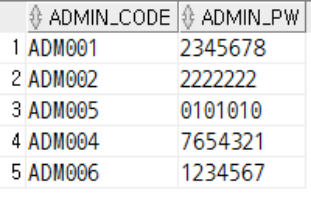 ADMIN_CODE ADMIN_PW
1 ADM001 2345678
2 ADM002 2222222
3 ADM005 0101010
4 ADM004 7654321
5 ADM006 1234567